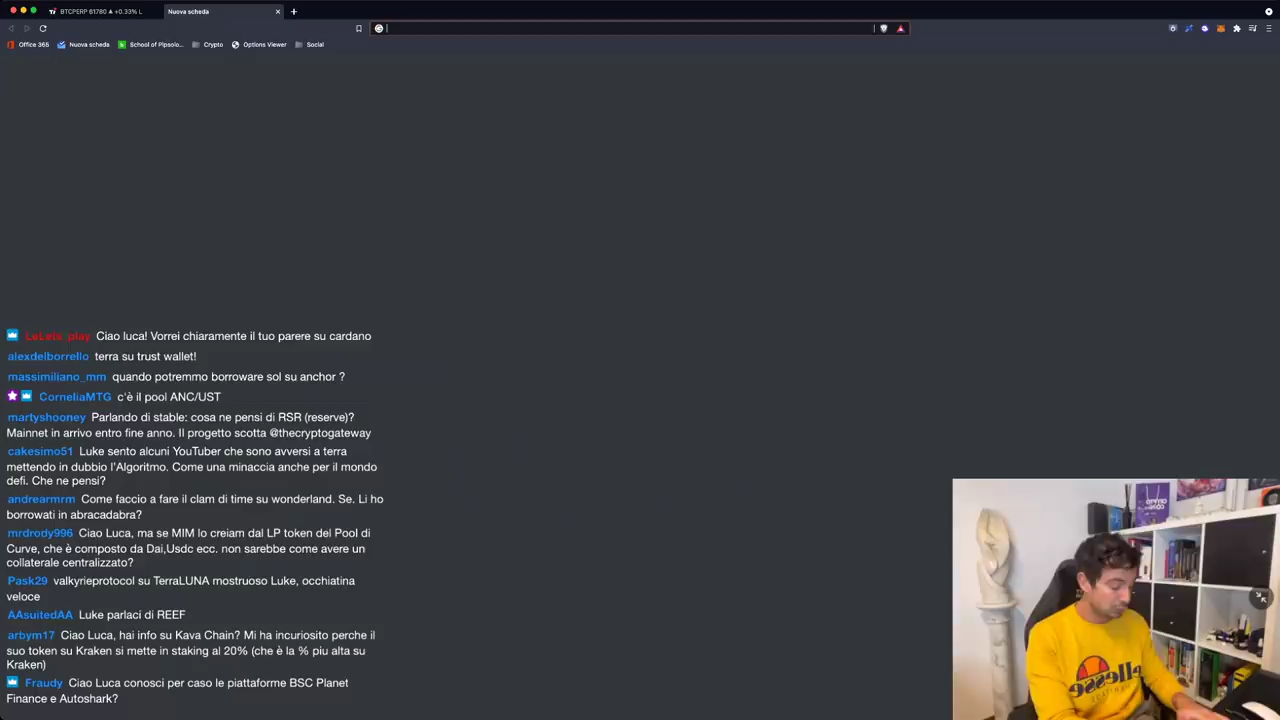 BTCPERP 61780 ▲ +0.33% L
Nuova scheda
Office 365
Nuova scheda
School of Pipsolo...
Crypto
Options Viewer
Social
LeLets_play Ciao luca! Vorrei chiaramente il tuo parere su cardano
alexdelborrello terra su trust wallet!
massimiliano_mm quando potremmo borroware sol su anchor ?
CorneliaMTG c'è il pool ANC/UST
martyshooney Parlando di stable: cosa ne pensi di RSR (reserve)?
Mainnet in arrivo entro fine anno. Il progetto scotta @thecryptogateway
cakesimo51 Luke sento alcuni YouTuber che sono avversi a terra
mettendo in dubbio l'Algoritmo. Come una minaccia anche per il mondo
defi. Che ne pensi?
andrearmrm Come faccio a fare il clam di time su wonderland. Se. Li ho
borrowati in abracadabra?
mrdrody996 Ciao Luca, ma se MIM lo creiam dal LP token del Pool di
Curve, che è composto da Dai,Usdc ecc. non sarebbe come avere un
collaterale centralizzato?
Pask29 valkyrieprotocol su TerraLUNA mostruoso Luke, occhiatina
veloce
AAsuitedAA Luke parlaci di REEF
arbym17 Ciao Luca, hai info su Kava Chain? Mi ha incuriosito perche il
suo token su Kraken si mette in staking al 20% (che è la % piu alta su
Kraken)
Fraudy Ciao Luca conosci per caso le piattaforme BSC Planet
Finance e Autoshark?
ellesse